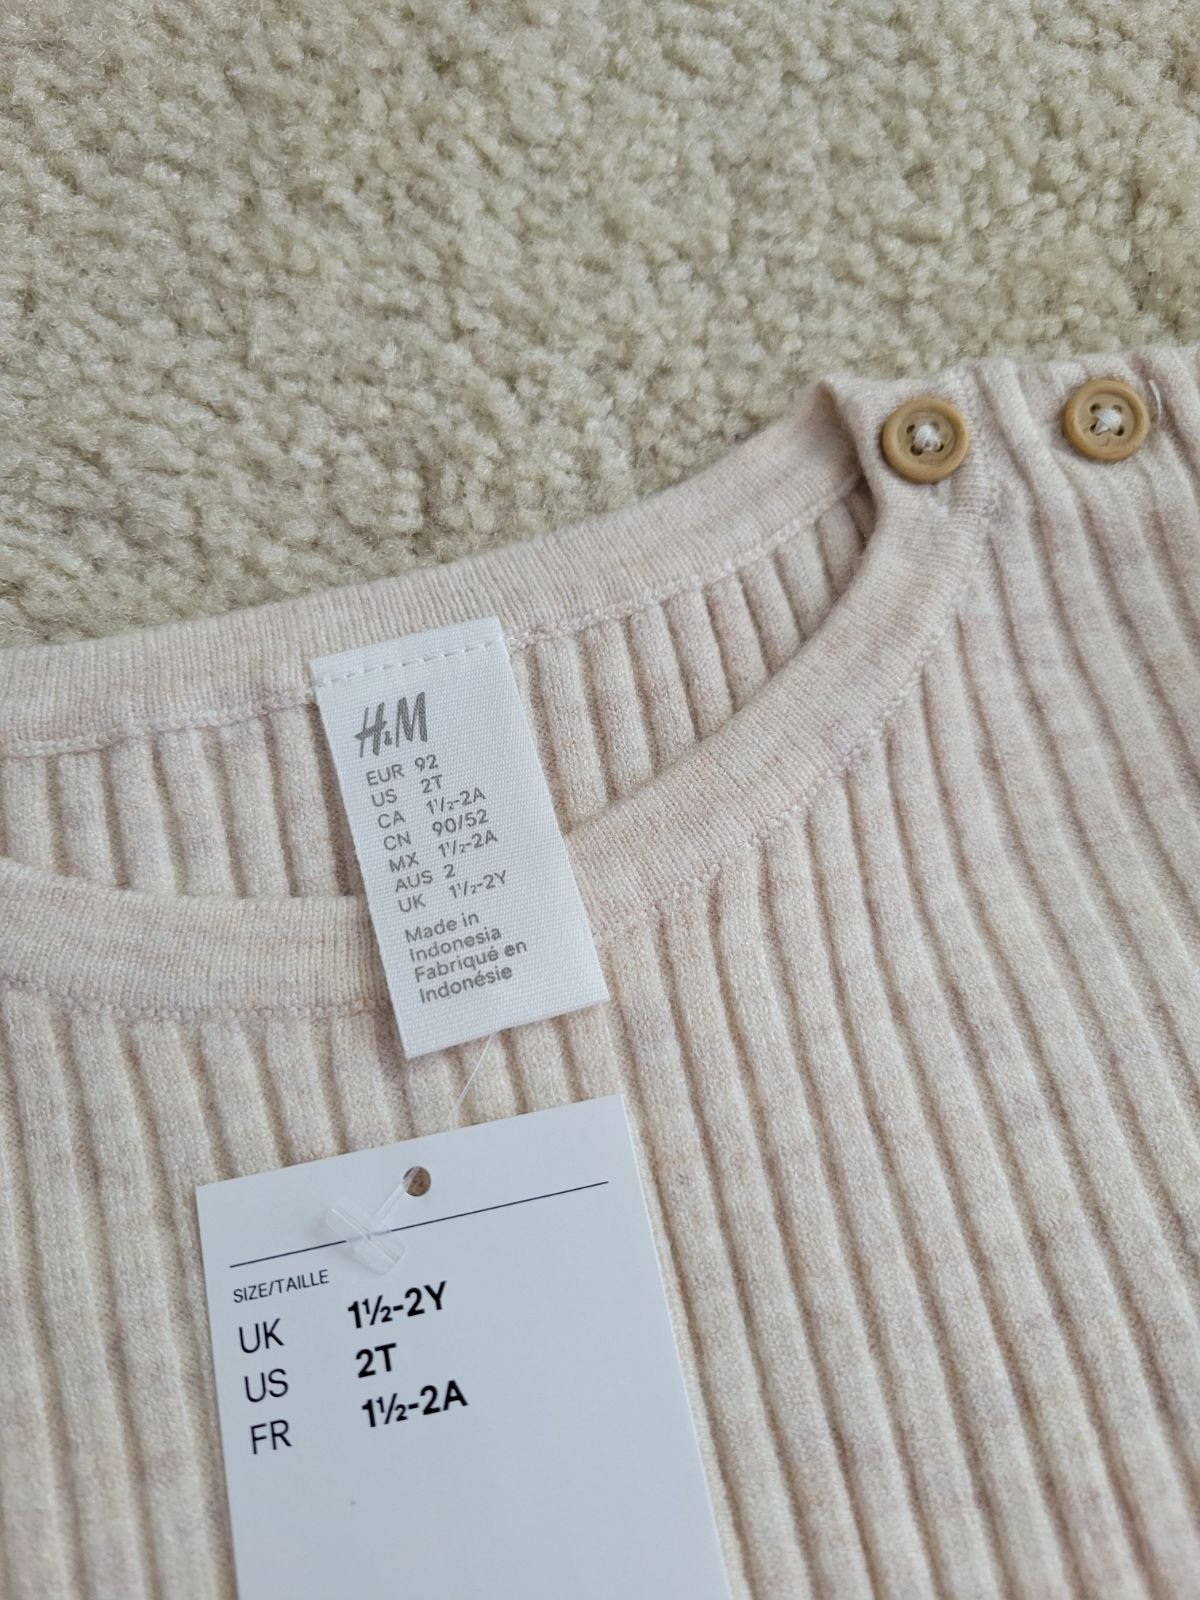 H&M
EUR 92
US 2T
CA 1½-2A
CN 90/52
MX 1½-2A
AUS 2
UK 1½-2Y
Made in
Indonesia
Fabriqué en
Indonésie
SIZE/TAILLE
UK 1½-2Y
US 2T
FR 1½-2A